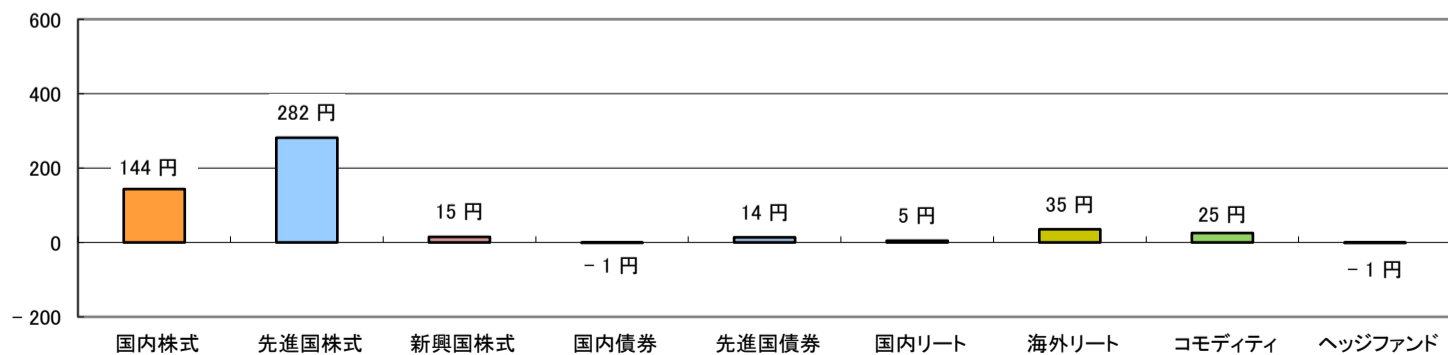 600
400
200
0
－200
144 円
282 円
15 円
－1 円
14 円
5 円
35 円
25 円
－1 円
国内株式 先進国株式 新興国株式 国内債券 先進国債券 国内リート 海外リート コモディティ ヘッジファンド